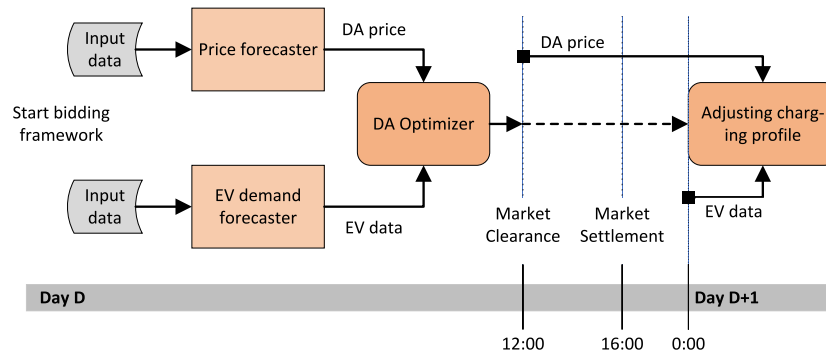 Input
data
Price forecaster
DA price
DA price
Start bidding
framework
DA Optimizer
Adjusting charg-
ing profile
Input
data
EV demand
forecaster
EV data
Market
Clearance
Market
Settlement
EV data
Day D
Day D+1
12:00
16:00
0:00